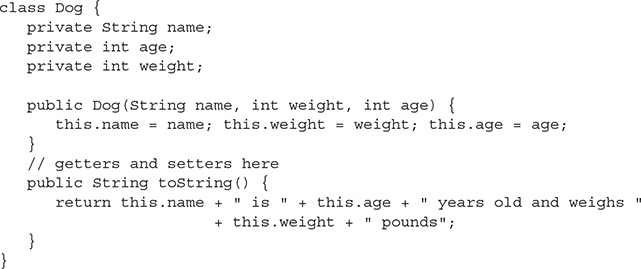 class Dog {
   private String name;
   private int age;
   private int weight;

   public Dog(String name, int weight, int age) {
      this.name = name; this.weight = weight; this.age = age;
   }
   // getters and setters here
   public String toString() {
      return this.name + " is " + this.age + " years old and weighs "
                    + this.weight + " pounds";
   }
}